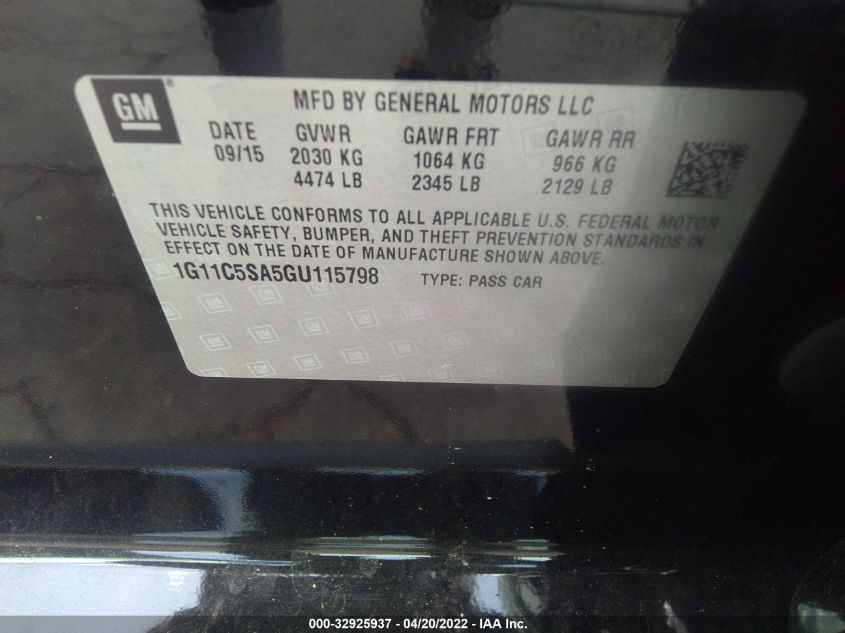 GM®
MFD BY GENERAL MOTORS LLC
DATE GVWR GAWR FRT GAWR RR
09/15 2030 KG 1064 KG 966 KG
4474 LB 2345 LB 2129 LB
THIS VEHICLE CONFORMS TO ALL APPLICABLE U.S. FEDERAL MOTOR
VEHICLE SAFETY, BUMPER, AND THEFT PREVENTION STANDARDS IN
EFFECT ON THE DATE OF MANUFACTURE SHOWN ABOVE.
1G11C5SA5GU115798 TYPE: PASS CAR
000-32925937 - 04/20/2022 - IAA Inc.